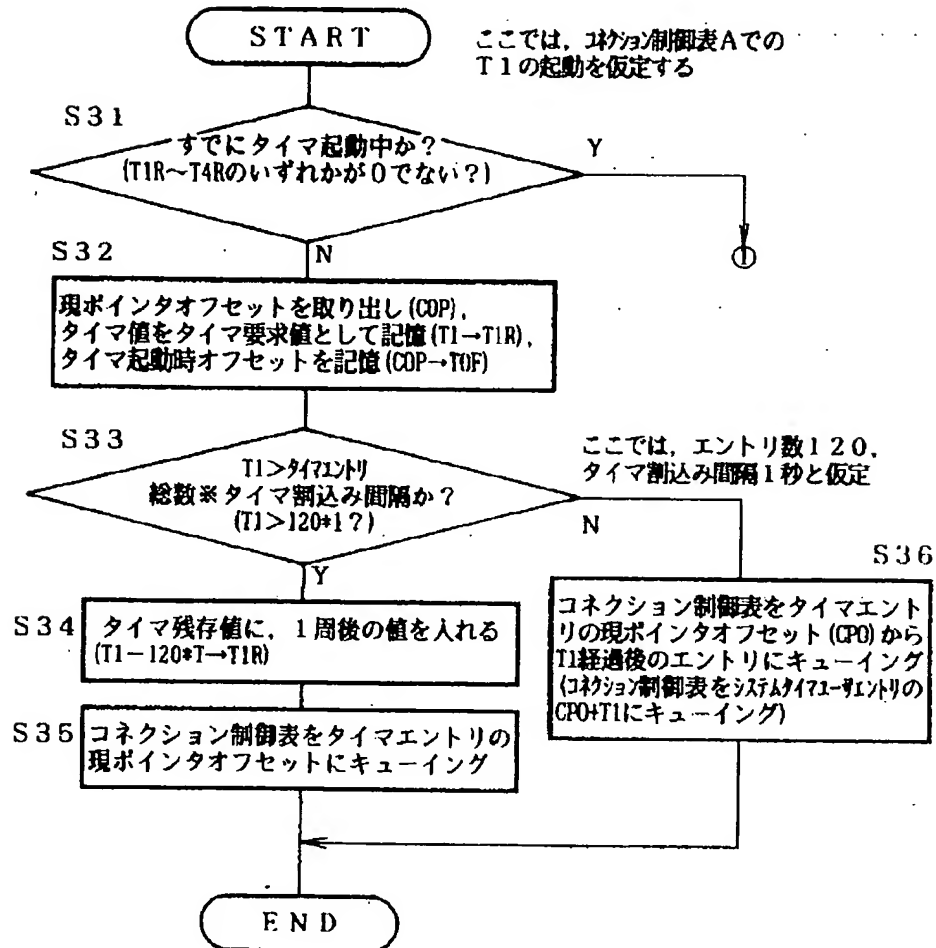 START
ここでは，コネクション制御表Aでの
T1の起動を仮定する
S31
すでにタイマ起動中か？
(T1R～T4Rのいずれかが0でない？)
Y
①
S32
N
現ポインタオフセットを取り出し(COP),
タイマ値をタイマ要求値として記憶(T1→T1R),
タイマ起動時オフセットを記憶(COP→TOF)
S33
T1>タイマエントリ
総数※タイマ割込み間隔か？
(T1>120*1？)
ここでは，エントリ数120,
タイマ割込み間隔1秒と仮定
N
Y
S36
コネクション制御表をタイマエント
リの現ポインタオフセット(CPO)から
T1経過後のエントリにキューイング
(コネクション制御表をシステムタイマユーザエントリの
CPO+T1にキューイング)
S34
タイマ残存値に，1周後の値を入れる
(T1－120*T→T1R)
S35
コネクション制御表をタイマエントリの
現ポインタオフセットにキューイング
END